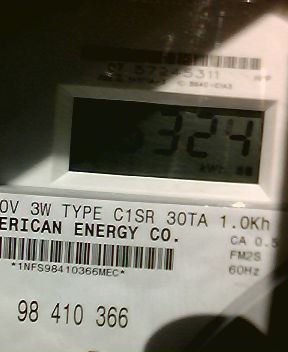 324
0V 3W TYPE C1SR 30TA 1.0Kh
ERICAN ENERGY CO.
CA 0.5
FM2S
60Hz
*1NFS98410366MEC*
98 410 366